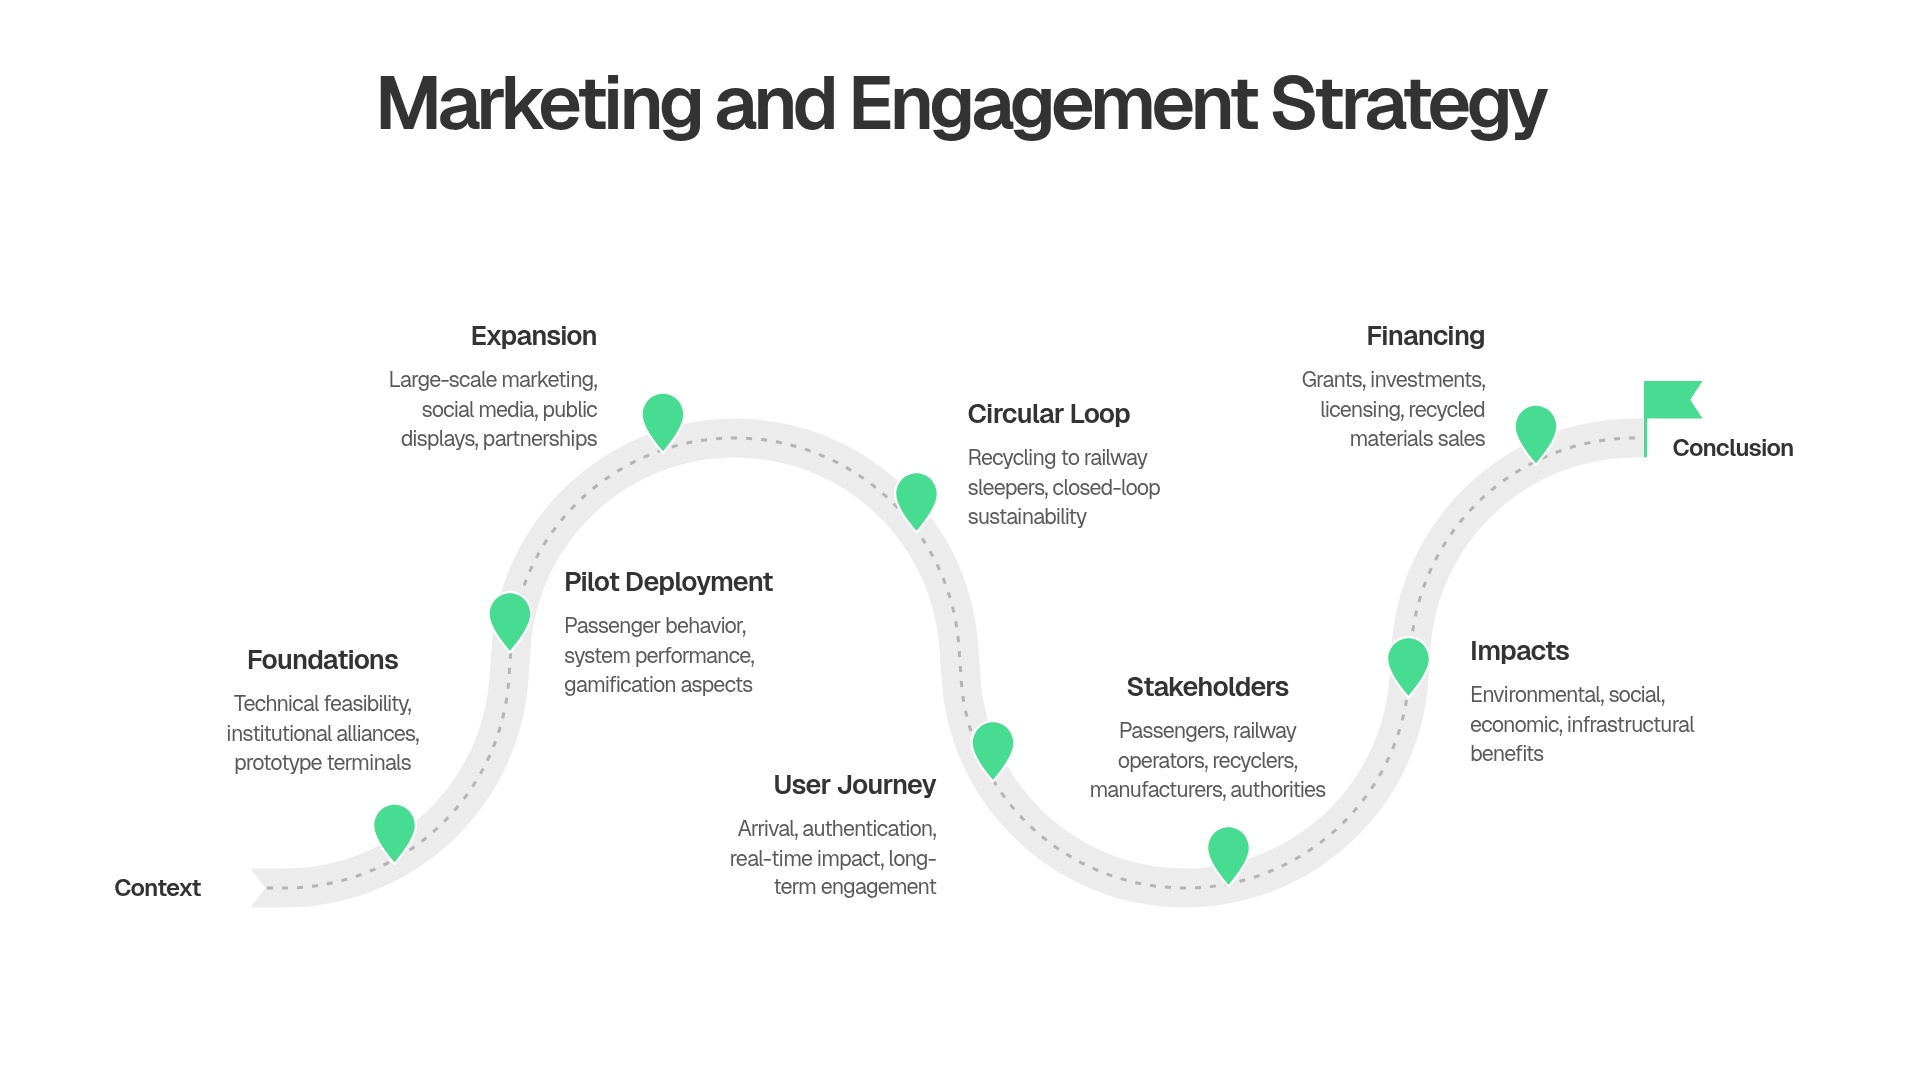 Marketing and Engagement Strategy
Context
Foundations
Technical feasibility,
institutional alliances,
prototype terminals
Pilot Deployment
Passenger behavior,
system performance,
gamification aspects
Expansion
Large-scale marketing,
social media, public
displays, partnerships
Circular Loop
Recycling to railway
sleepers, closed-loop
sustainability
User Journey
Arrival, authentication,
real-time impact, long-
term engagement
Stakeholders
Passengers, railway
operators, recyclers,
manufacturers, authorities
Impacts
Environmental, social,
economic, infrastructural
benefits
Financing
Grants, investments,
licensing, recycled
materials sales
Conclusion